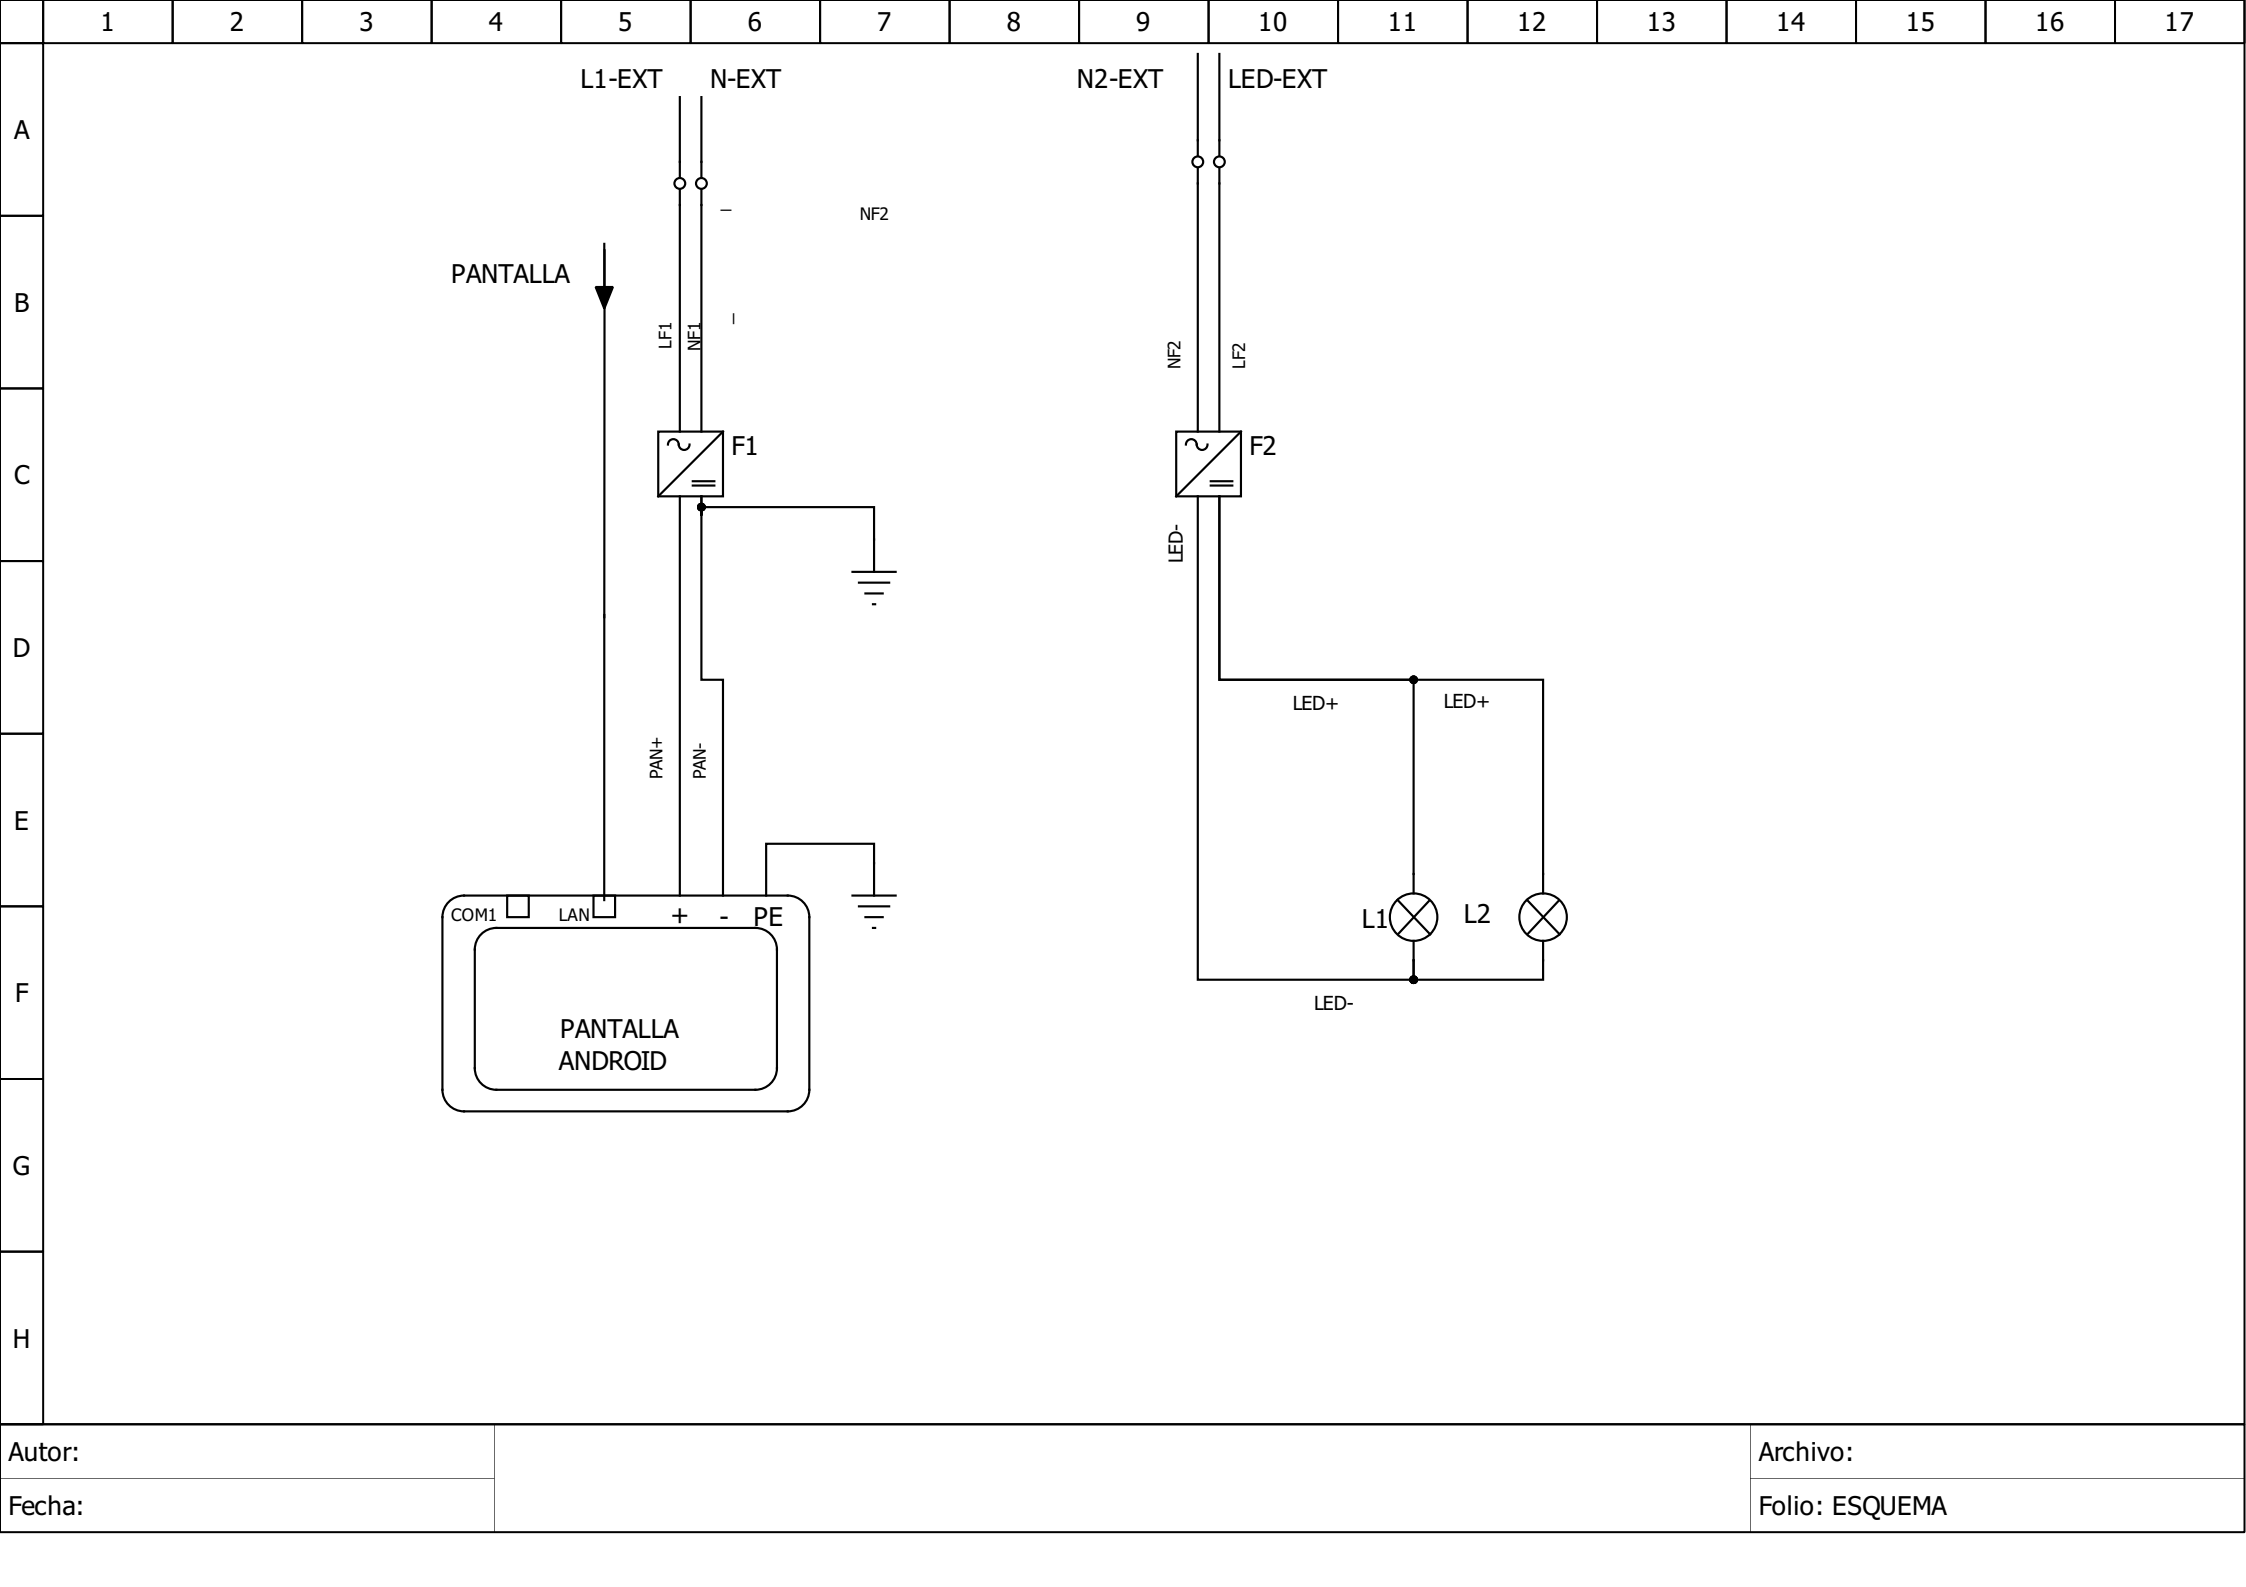 1 2 3 4 5 6 7 8 9 10 11 12 13 14 15 16 17
L1-EXT N-EXT N2-EXT LED-EXT
A
_ NF2
PANTALLA
B
LF1 NF1 _ NF2 LF2
F1 F2
C
LED-
D
LED+ LED+
PAN+ PAN-
E
COM1 LAN + - PE L1 L2
F
LED-
PANTALLA
ANDROID
G
H
Autor: Archivo:
Fecha: Folio: ESQUEMA